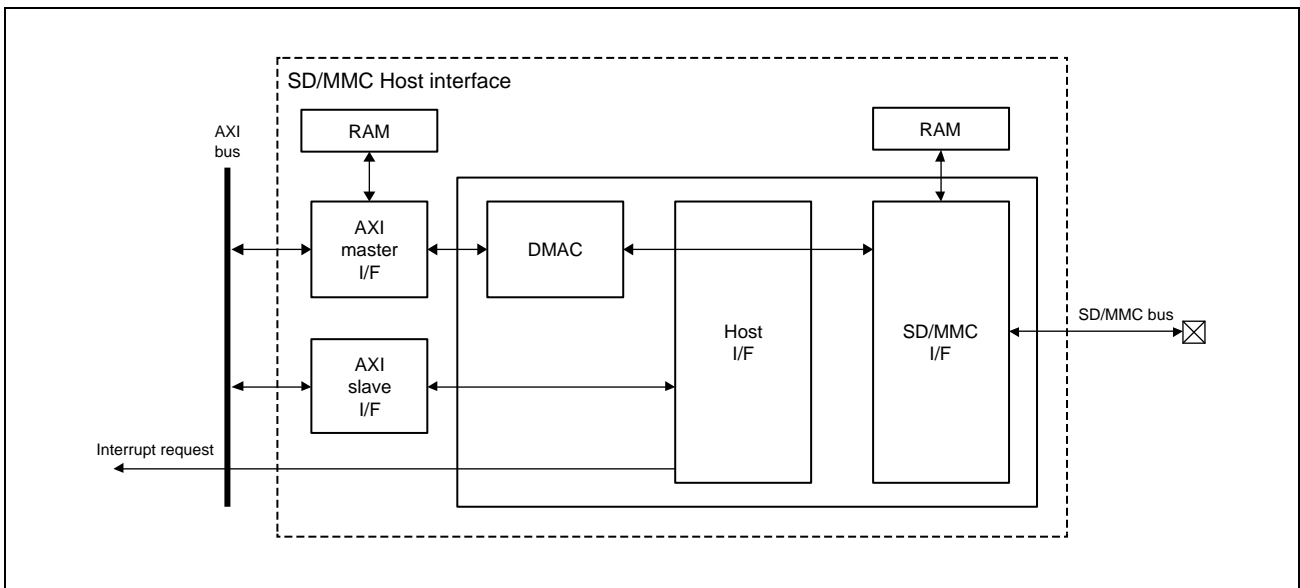 SD/MMC Host interface
AXI
bus
RAM
RAM
AXI
master
I/F
DMAC
Host
I/F
SD/MMC
I/F
SD/MMC bus
AXI
slave
I/F
Interrupt request